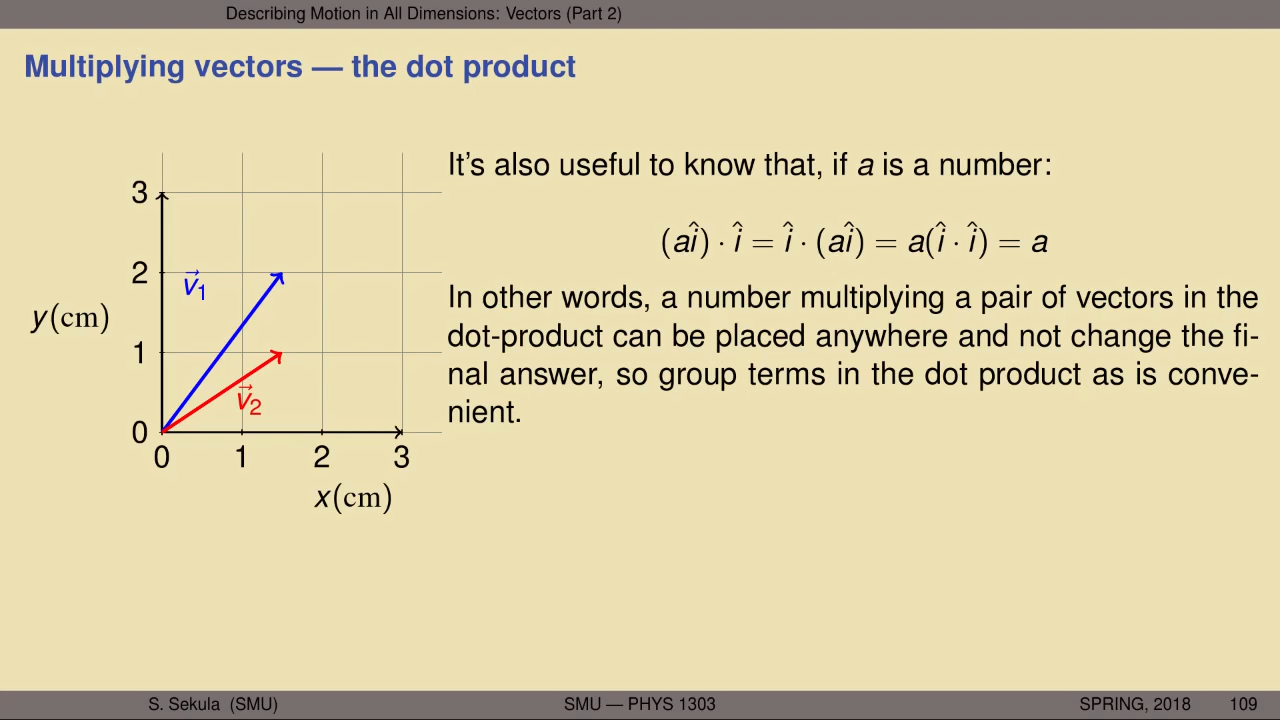 Describing Motion in All Dimensions: Vectors (Part 2)
Multiplying vectors — the dot product
3
2
1
0
y(cm)
v⃗1
v⃗2
0 1 2 3
x(cm)
It's also useful to know that, if a is a number:
(aî) · î = î · (aî) = a(î · î) = a
In other words, a number multiplying a pair of vectors in the
dot-product can be placed anywhere and not change the fi-
nal answer, so group terms in the dot product as is conve-
nient.
S. Sekula (SMU) SMU — PHYS 1303 SPRING, 2018 109